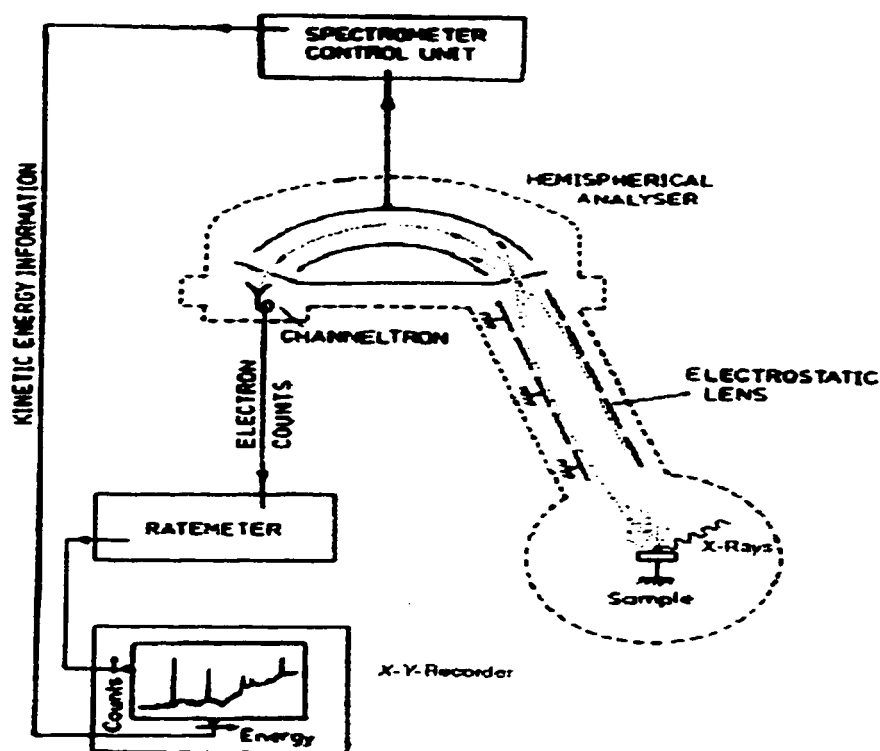 SPECTROMETER
CONTROL UNIT
HEMISPHERICAL
ANALYSER
KINETIC ENERGY INFORMATION
CHANNELTRON
ELECTRON
COUNTS
ELECTROSTATIC
LENS
RATEMETER
X-Rays
Sample
X-Y-Recorder
Counts
Energy